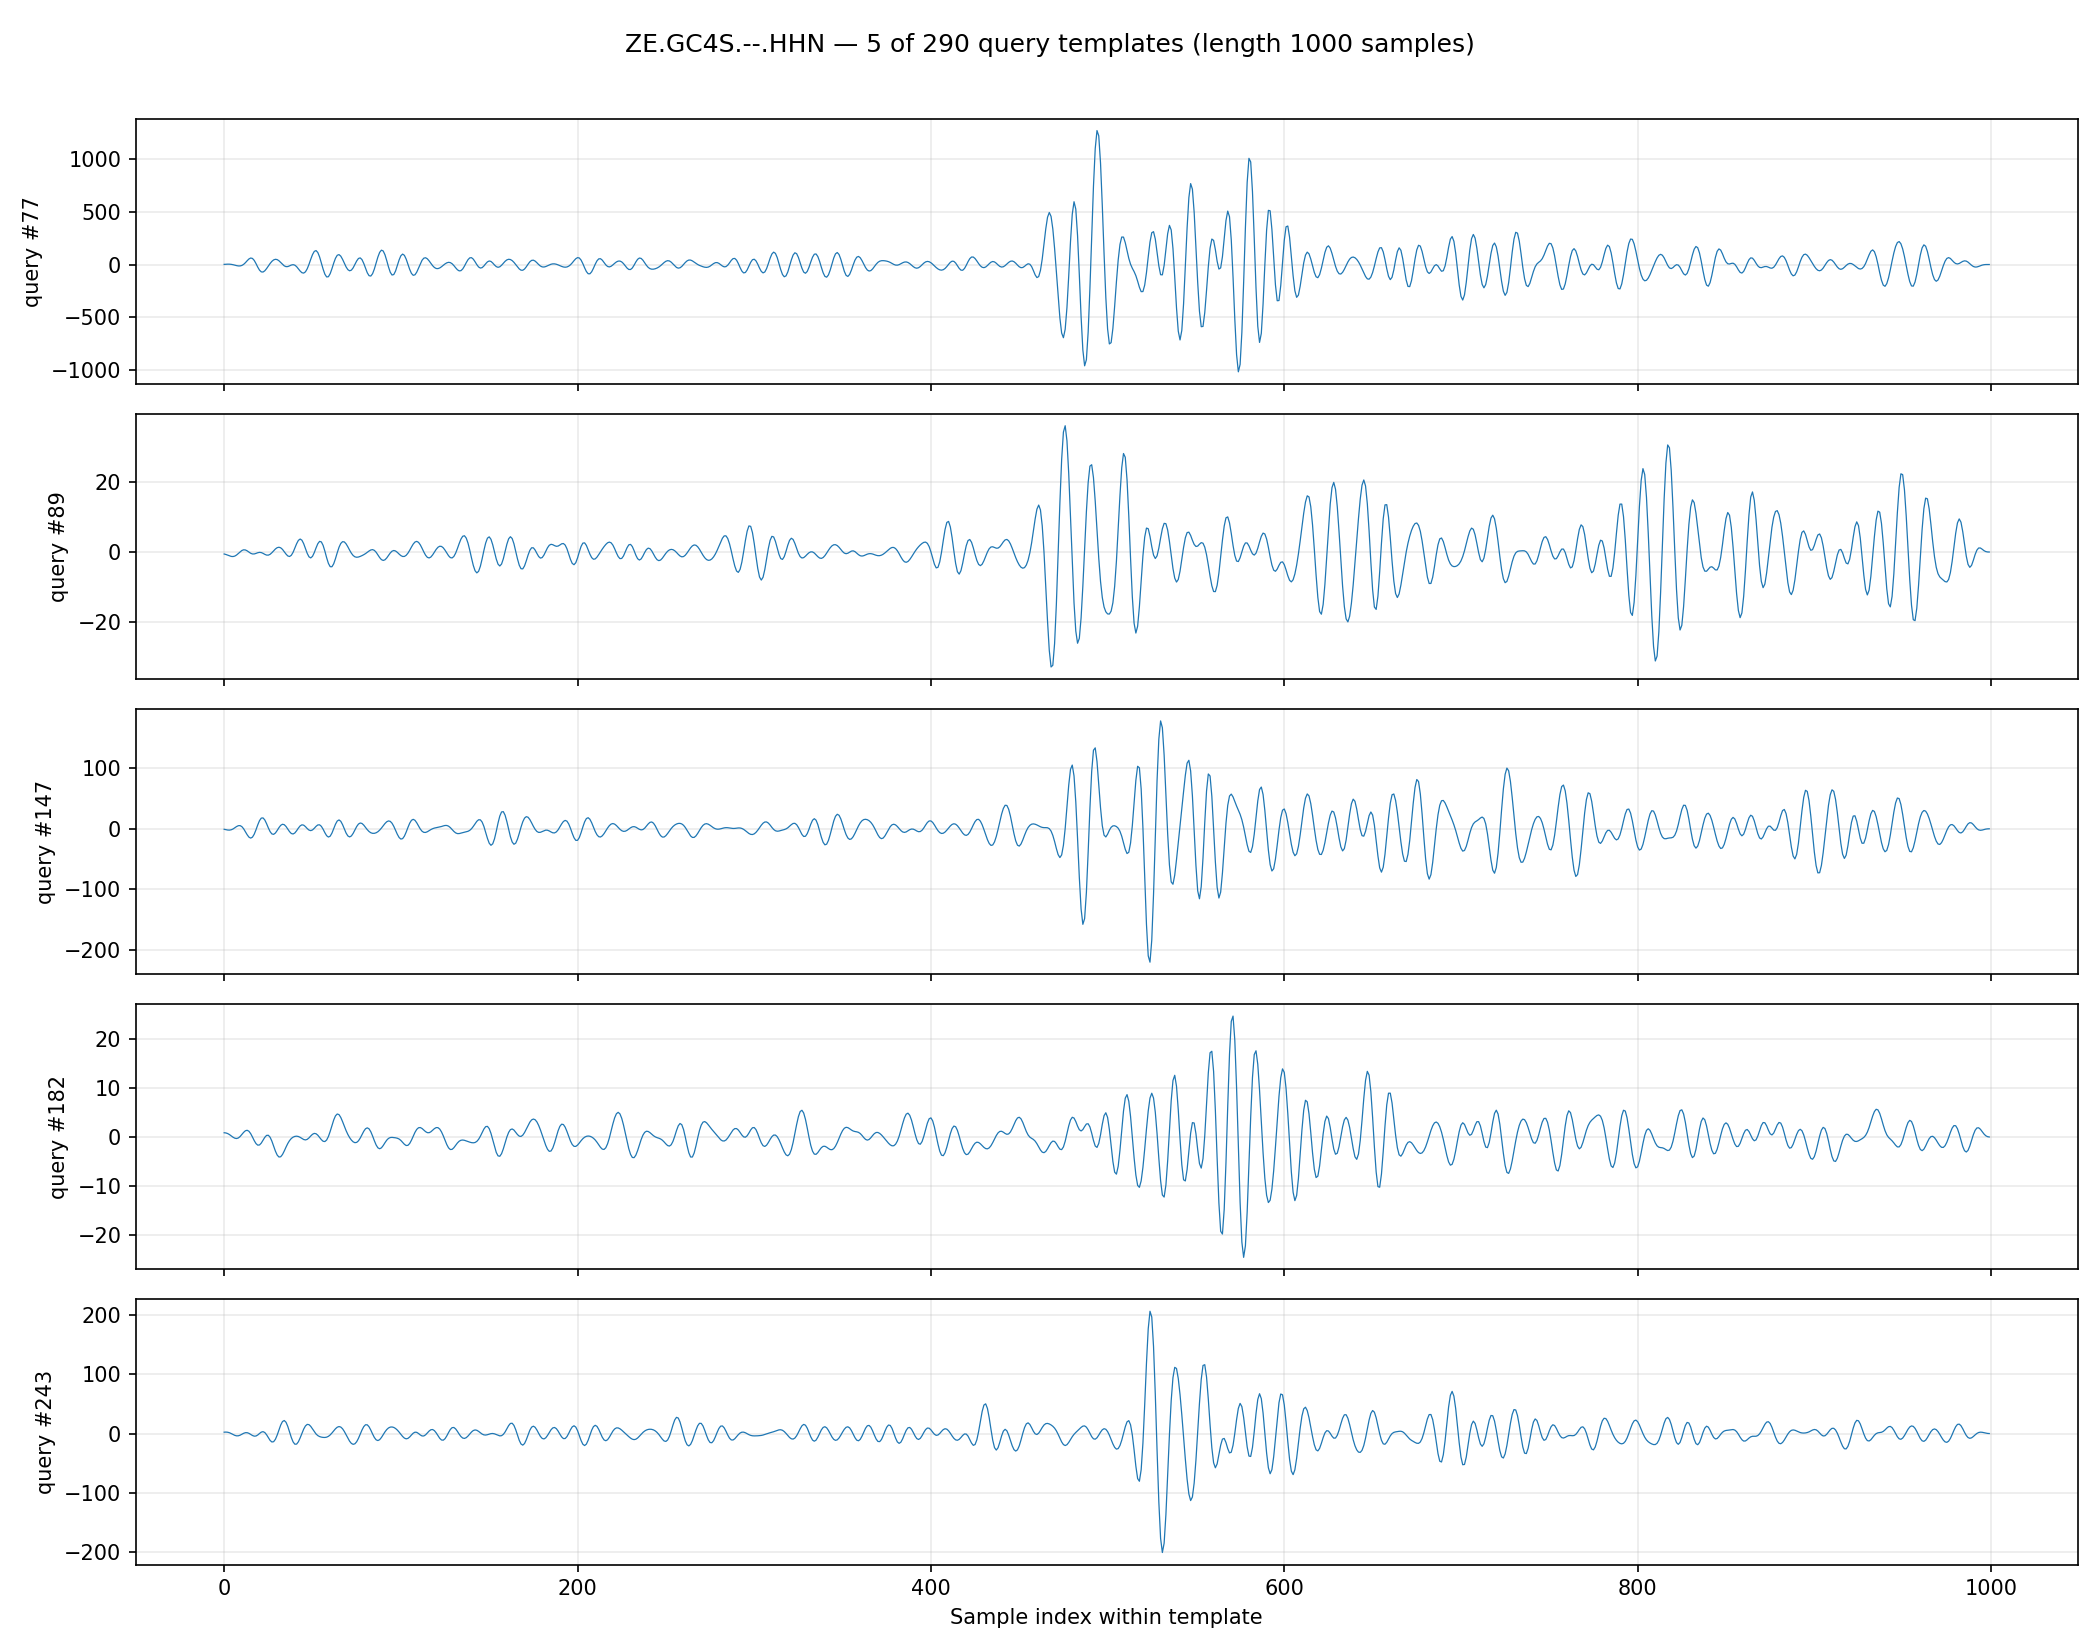 ZE.GC4S.--.HHN — 5 of 290 query templates (length 1000 samples)
1000
500
0
−500
−1000
query #77
20
0
−20
query #89
100
0
−100
−200
query #147
20
10
0
−10
−20
query #182
200
100
0
−100
−200
query #243
0 200 400 600 800 1000
Sample index within template